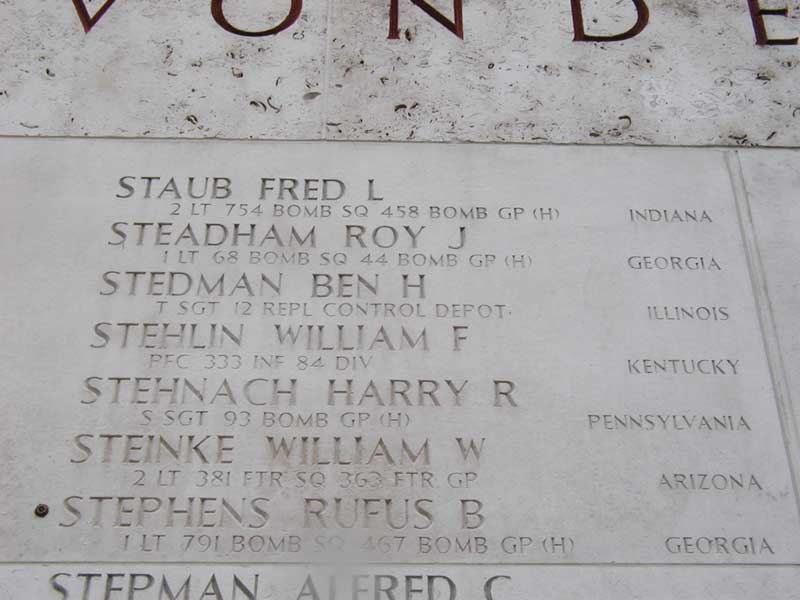 VONDE
STAUB FRED L
2 LT 754 BOMB SQ 458 BOMB GP (H) INDIANA
STEADHAM ROY J
1 LT 68 BOMB SQ 44 BOMB GP (H) GEORGIA
STEDMAN BEN H
T SGT 12 REPL CONTROL DEPOT ILLINOIS
STEHLIN WILLIAM F
PFC 333 INF 84 DIV KENTUCKY
STEHNACH HARRY R
S SGT 93 BOMB GP (H) PENNSYLVANIA
STEINKE WILLIAM W
2 LT 381 FTR SQ 363 FTR GP ARIZONA
STEPHENS RUFUS B
1 LT 791 BOMB SQ 467 BOMB GP (H) GEORGIA
STEPMAN ALFRED C